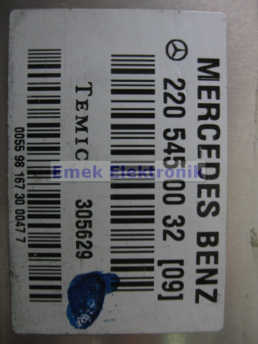 MERCEDES BENZ
220 545 00 32 [09]
TEMIC 305629
0055 98 167 30 0047 7
Emek Elektronik